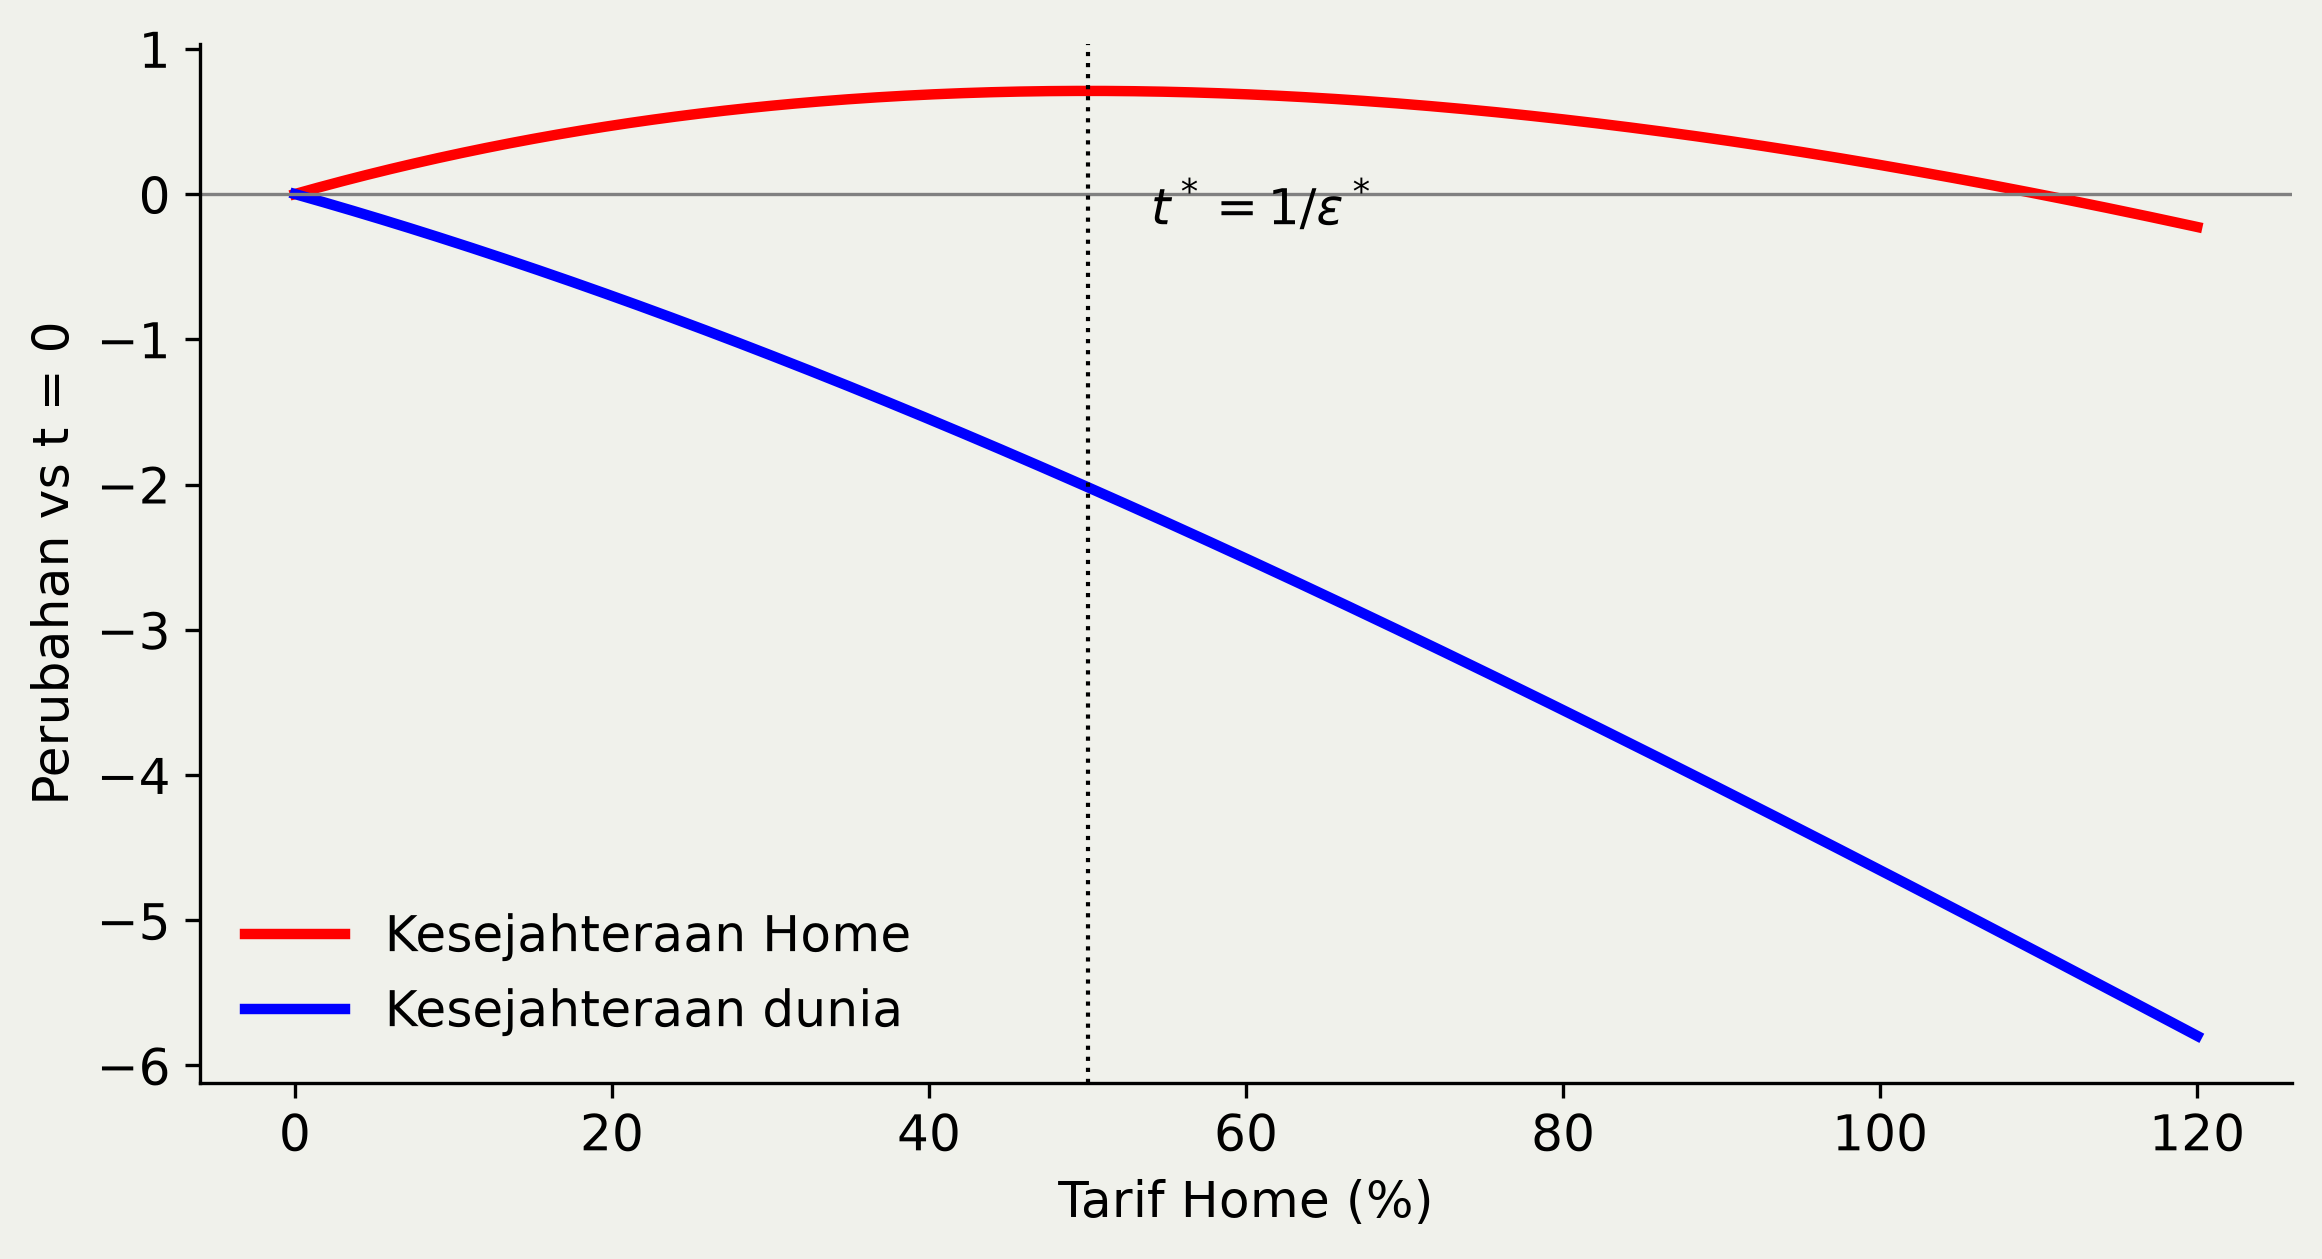 1
0
−1
−2
−3
−4
−5
−6
Perubahan vs t = 0
t* = 1/ε*
Kesejahteraan Home
Kesejahteraan dunia
0 20 40 60 80 100 120
Tarif Home (%)